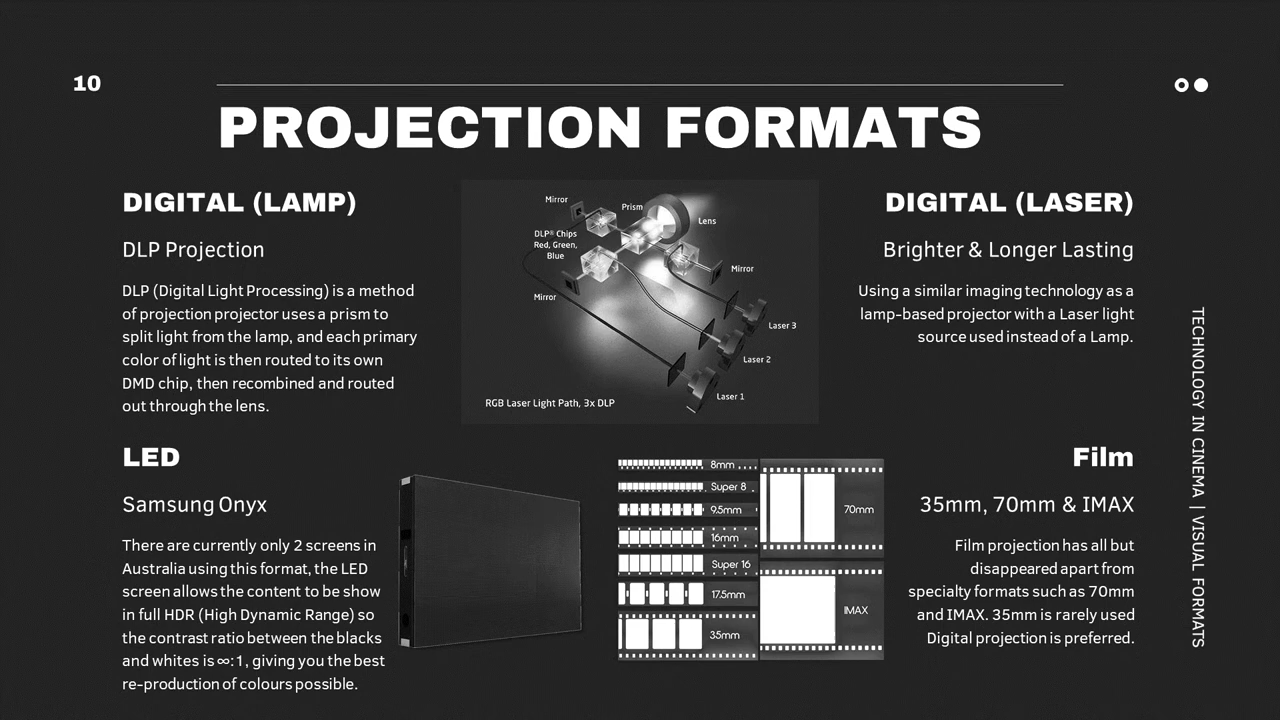 10
PROJECTION FORMATS
DIGITAL (LAMP)
DLP Projection
DLP (Digital Light Processing) is a method
of projection projector uses a prism to
split light from the lamp, and each primary
color of light is then routed to its own
DMD chip, then recombined and routed
out through the lens.
Mirror
Prism
Lens
DLP® Chips
Red, Green,
Blue
Mirror
Mirror
Laser 3
Laser 2
Laser 1
RGB Laser Light Path, 3x DLP
DIGITAL (LASER)
Brighter & Longer Lasting
Using a similar imaging technology as a
lamp-based projector with a Laser light
source used instead of a Lamp.
LED
Samsung Onyx
There are currently only 2 screens in
Australia using this format, the LED
screen allows the content to be show
in full HDR (High Dynamic Range) so
the contrast ratio between the blacks
and whites is ∞:1, giving you the best
re-production of colours possible.
8mm
Super 8
9.5mm
16mm
Super 16
17.5mm
35mm
70mm
IMAX
Film
35mm, 70mm & IMAX
Film projection has all but
disappeared apart from
specialty formats such as 70mm
and IMAX. 35mm is rarely used
Digital projection is preferred.
TECHNOLOGY IN CINEMA | VISUAL FORMATS